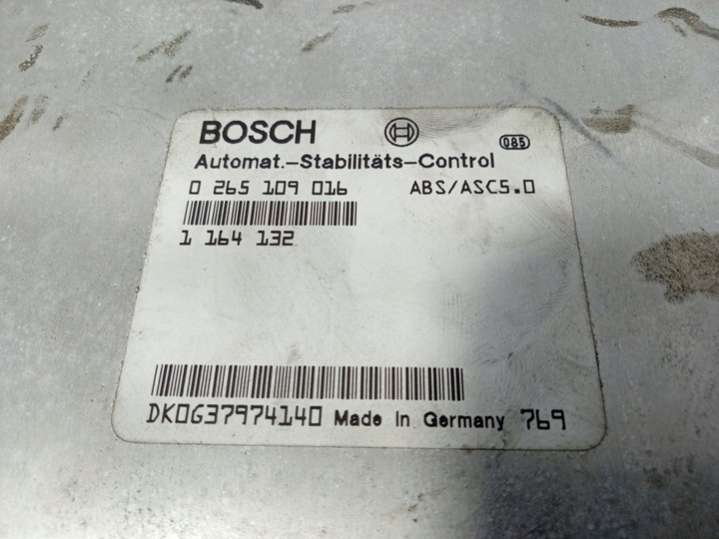 BOSCH
085
Automat.-Stabilitäts-Control
0 265 109 016 ABS/ASC5.0
1 164 132
DK0G37974140 Made in Germany 769